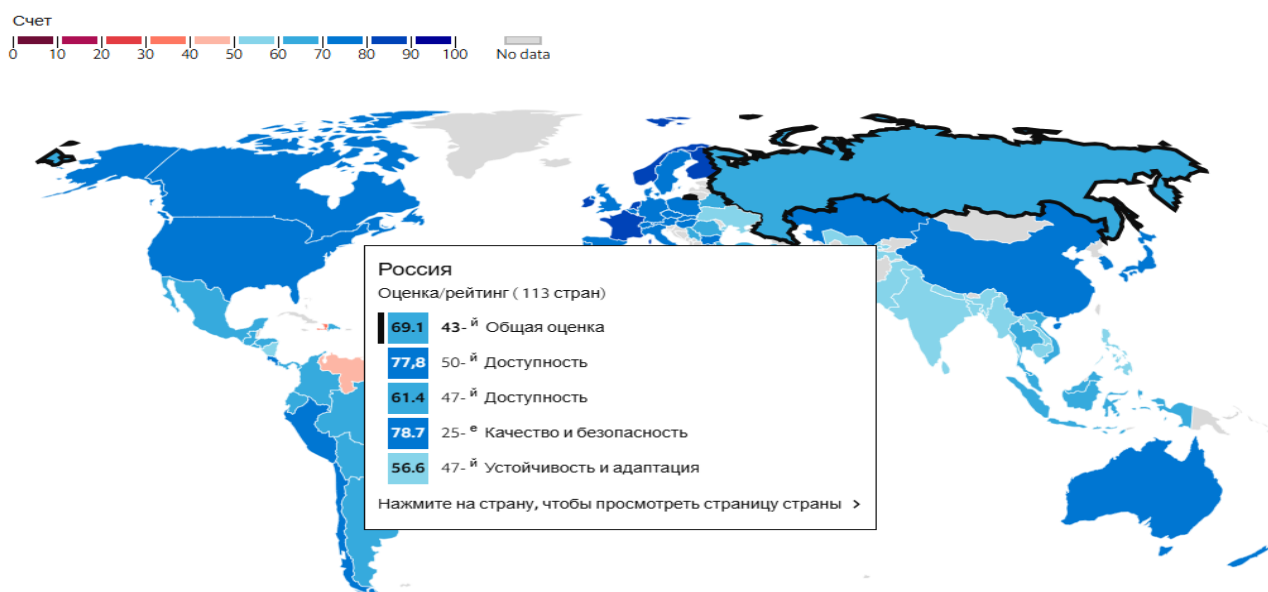 Счет
0 10 20 30 40 50 60 70 80 90 100 No data
Россия
Оценка/рейтинг ( 113 стран)
69.1 43- й Общая оценка
77,8 50- й Доступность
61.4 47- й Доступность
78.7 25- е Качество и безопасность
56.6 47- й Устойчивость и адаптация
Нажмите на страну, чтобы просмотреть страницу страны >